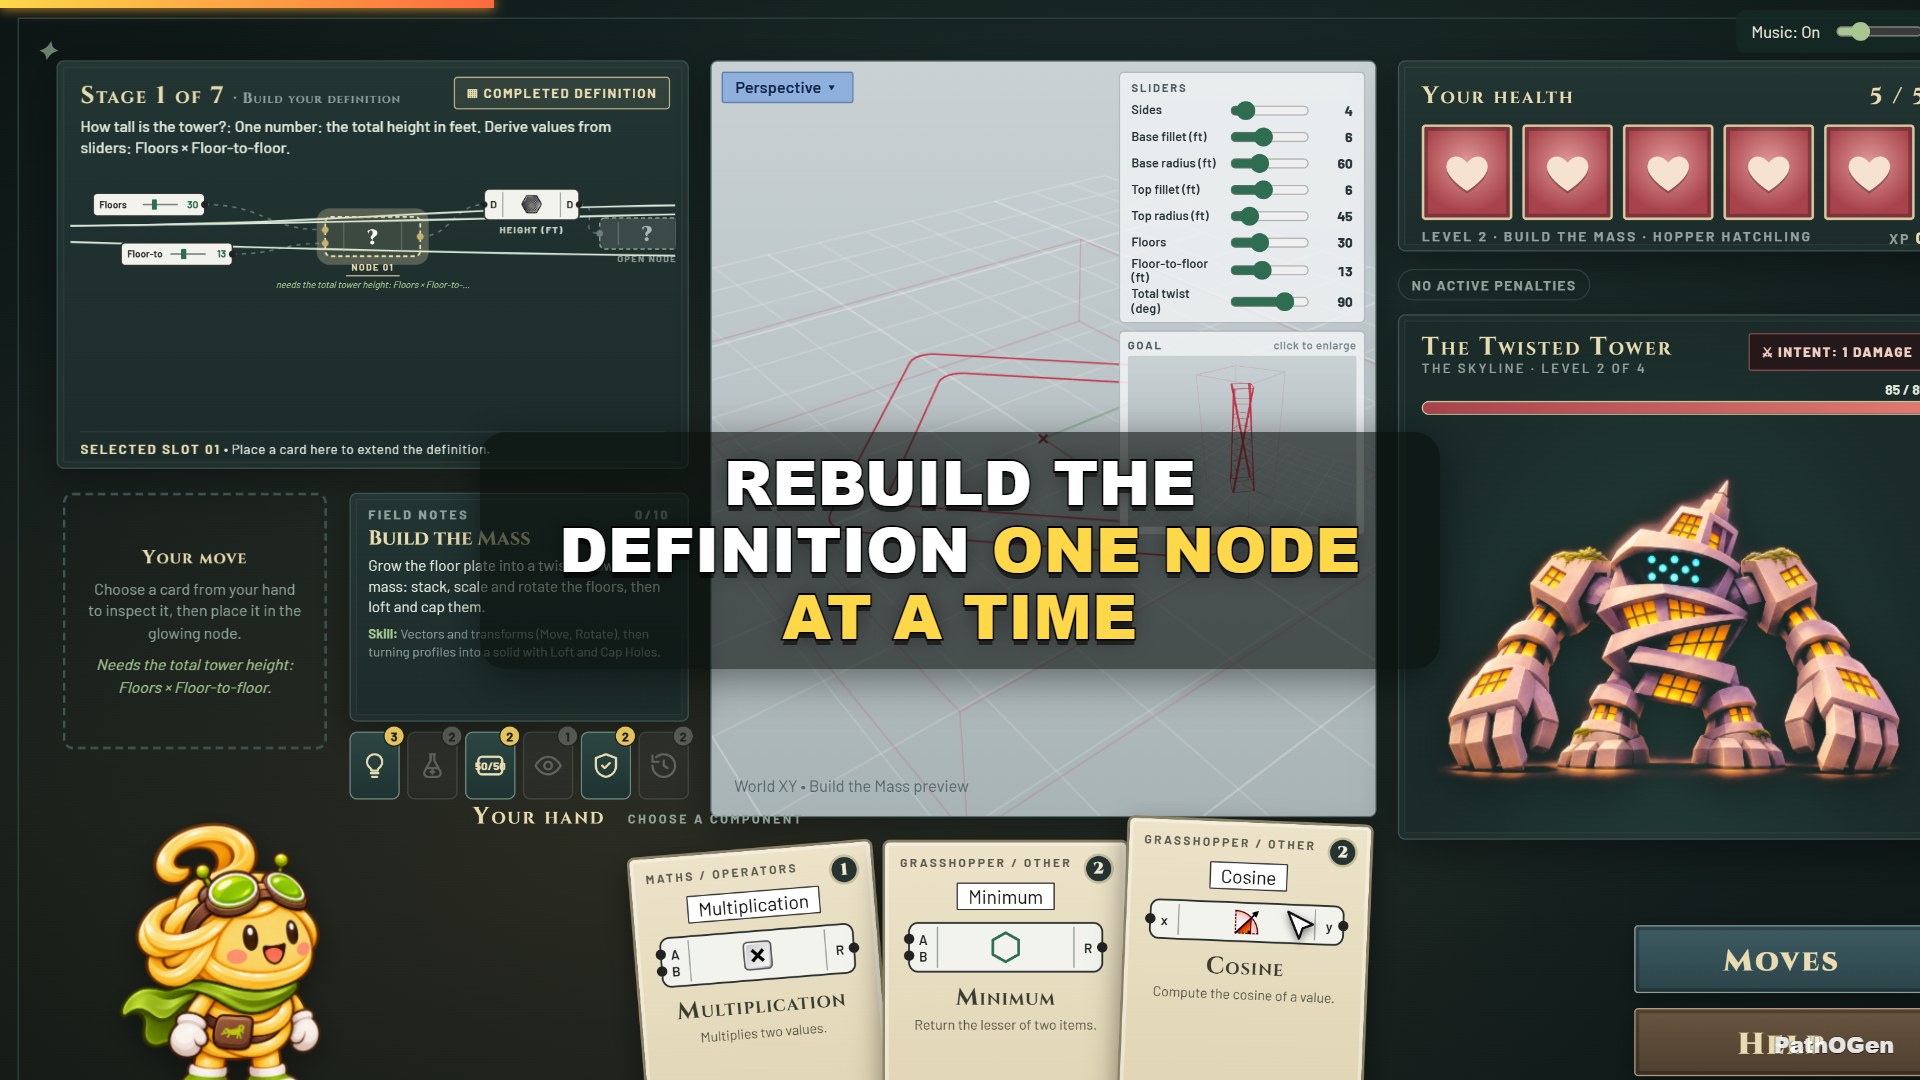 Music: On
STAGE 1 OF 7 · BUILD YOUR DEFINITION
COMPLETED DEFINITION
How tall is the tower?: One number: the total height in feet. Derive values from
sliders: Floors × Floor-to-floor.
Floors 30
Floor-to 13
?
NODE 01
needs the total tower height: Floors × Floor-to-...
D D
HEIGHT (FT)
?
OPEN NODE
SELECTED SLOT 01 • Place a card here to extend the definition.
Perspective
SLIDERS
Sides 4
Base fillet (ft) 6
Base radius (ft) 60
Top fillet (ft) 6
Top radius (ft) 45
Floors 30
Floor-to-floor
(ft) 13
Total twist
(deg) 90
GOAL click to enlarge
YOUR HEALTH 5 / 5
LEVEL 2 · BUILD THE MASS · HOPPER HATCHLING
XP
NO ACTIVE PENALTIES
THE TWISTED TOWER
INTENT: 1 DAMAGE
THE SKYLINE · LEVEL 2 OF 4
85 / 8
REBUILD THE
DEFINITION ONE NODE
AT A TIME
YOUR MOVE
Choose a card from your hand
to inspect it, then place it in the
glowing node.
Needs the total tower height:
Floors × Floor-to-floor.
FIELD NOTES 0/10
BUILD THE MASS
Grow the floor plate into a
mass: stack, scale and rotate the floors, then
loft and cap them.
Skill: Vectors and transforms (Move, Rotate), then
turning profiles into a solid with Loft and Cap Holes.
3 2 2 1 2 2
50/50
World XY • Build the Mass preview
YOUR HAND CHOOSE A COMPONENT
MATHS / OPERATORS 1
Multiplication
A B R
MULTIPLICATION
Multiplies two values.
GRASSHOPPER / OTHER 2
Minimum
A B R
MINIMUM
Return the lesser of two items.
GRASSHOPPER / OTHER 2
Cosine
x y
COSINE
Compute the cosine of a value.
MOVES
PathOGen